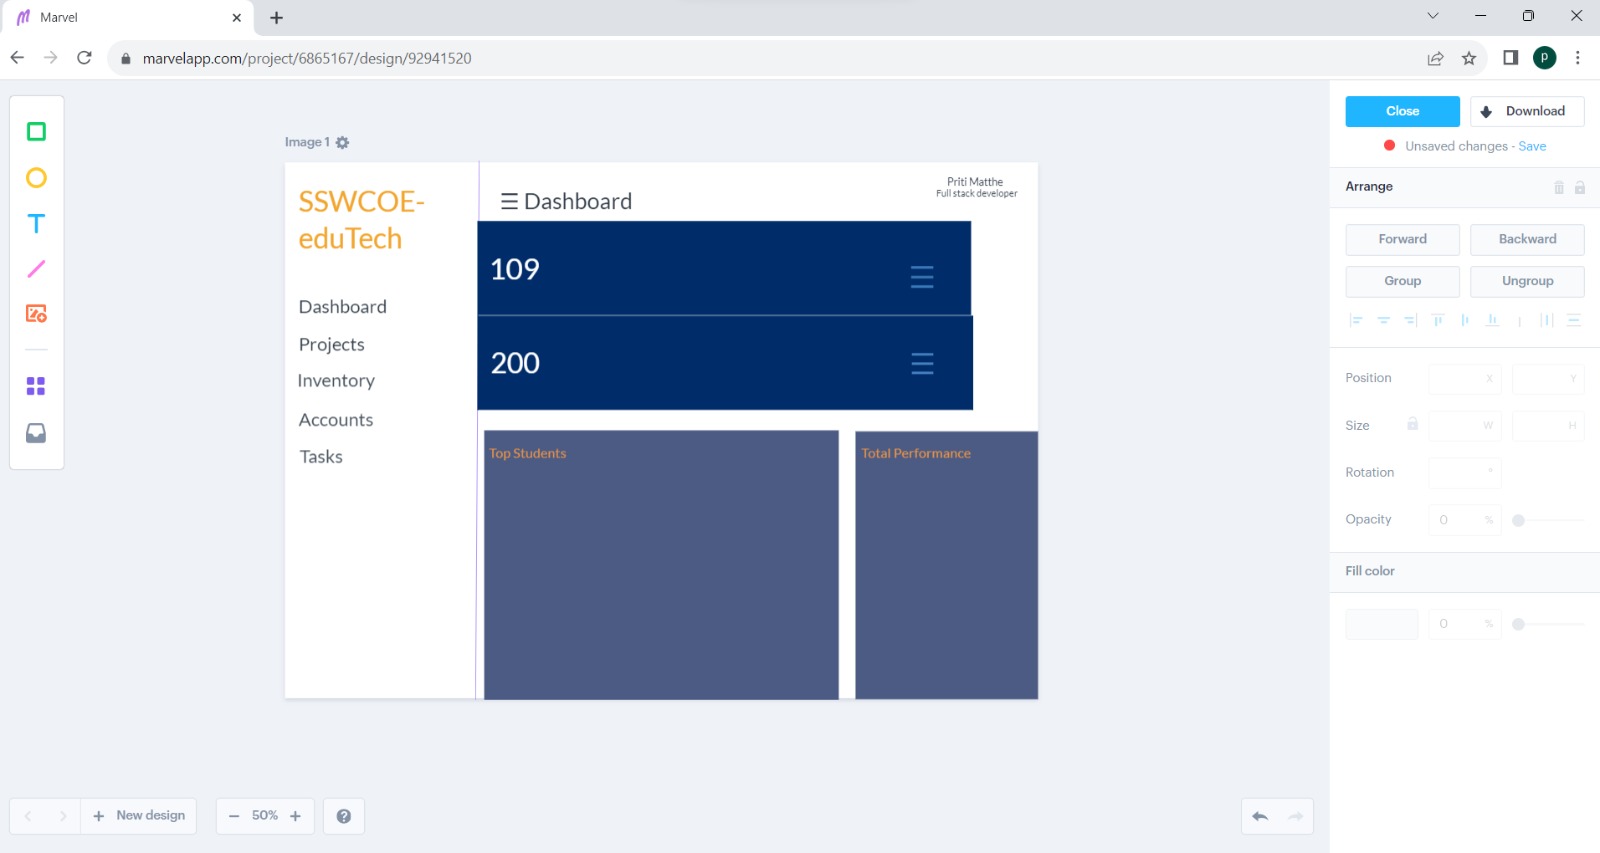 Marvel
marvelapp.com/project/6865167/design/92941520
p
Close
Download
Unsaved changes - Save
Image 1
Arrange
SSWCOE-
eduTech
Dashboard
Priti Matthe
Full stack developer
Forward
Backward
Group
Ungroup
109
Dashboard
Projects
Inventory
Accounts
Tasks
200
Top Students
Total Performance
Position
X
Y
Size
W
H
Rotation
°
Opacity
0
%
Fill color
0
%
T
New design
50%
?